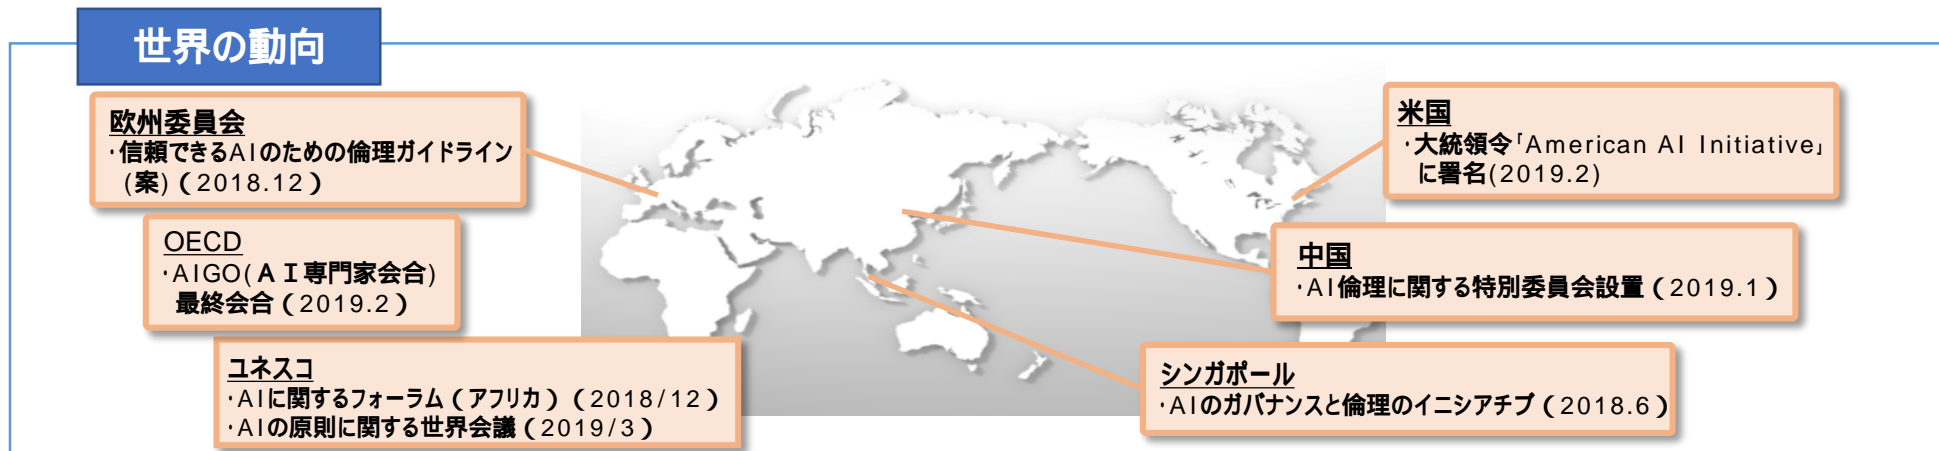 世界の動向
欧州委員会
・信頼できるAIのための倫理ガイドライン
(案)(2018.12)
OECD
・AIGO(AI専門家会合)
最終会合(2019.2)
ユネスコ
・AIに関するフォーラム(アフリカ)(2018/12)
・AIの原則に関する世界会議(2019/3)
米国
・大統領令「American AI Initiative」
に署名(2019.2)
中国
・AI倫理に関する特別委員会設置(2019.1)
シンガポール
・AIのガバナンスと倫理のイニシアチブ(2018.6)